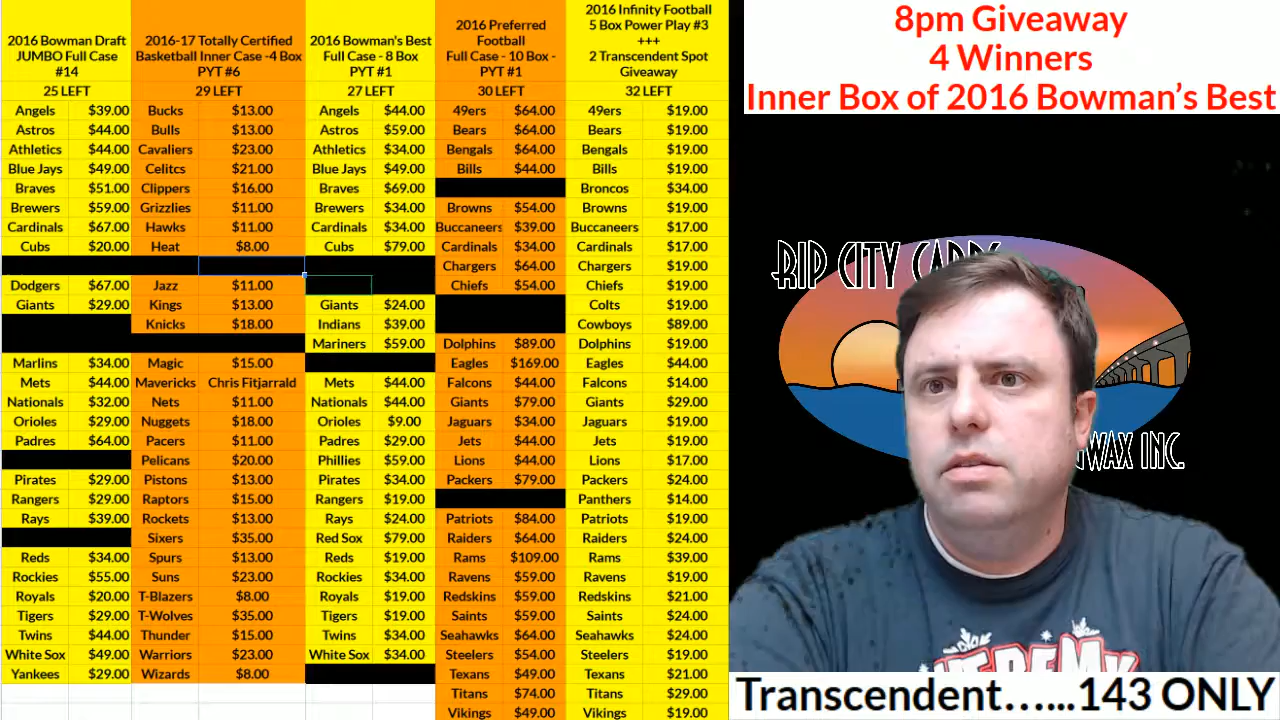 2016 Bowman Draft
JUMBO Full Case
#14
25 LEFT
Angels $39.00
Astros $44.00
Athletics $44.00
Blue Jays $49.00
Braves $51.00
Brewers $59.00
Cardinals $67.00
Cubs $20.00
Dodgers $67.00
Giants $29.00
Marlins $34.00
Mets $44.00
Nationals $32.00
Orioles $29.00
Padres $64.00
Pirates $29.00
Rangers $29.00
Rays $39.00
Reds $34.00
Rockies $55.00
Royals $20.00
Tigers $29.00
Twins $44.00
White Sox $49.00
Yankees $29.00
2016-17 Totally Certified
Basketball Inner Case -4 Box
PYT #6
29 LEFT
Bucks $13.00
Bulls $13.00
Cavaliers $23.00
Celitcs $21.00
Clippers $16.00
Grizzlies $11.00
Hawks $11.00
Heat $8.00
Jazz $11.00
Kings $13.00
Knicks $18.00
Magic $15.00
Mavericks Chris Fitjarrald
Nets $11.00
Nuggets $18.00
Pacers $11.00
Pelicans $20.00
Pistons $13.00
Raptors $15.00
Rockets $13.00
Sixers $35.00
Spurs $13.00
Suns $23.00
T-Blazers $8.00
T-Wolves $35.00
Thunder $15.00
Warriors $23.00
Wizards $8.00
2016 Bowman's Best
Full Case - 8 Box
PYT #1
27 LEFT
Angels $44.00
Astros $59.00
Athletics $34.00
Blue Jays $49.00
Braves $69.00
Brewers $34.00
Cardinals $34.00
Cubs $79.00
Giants $24.00
Indians $39.00
Mariners $59.00
Mets $44.00
Nationals $44.00
Orioles $9.00
Padres $29.00
Phillies $59.00
Pirates $34.00
Rangers $19.00
Rays $24.00
Red Sox $79.00
Reds $19.00
Rockies $34.00
Royals $19.00
Tigers $19.00
Twins $34.00
White Sox $34.00
2016 Preferred
Football
Full Case - 10 Box -
PYT #1
30 LEFT
49ers $64.00
Bears $64.00
Bengals $64.00
Bills $44.00
Browns $54.00
Buccaneers $39.00
Cardinals $34.00
Chargers $64.00
Chiefs $54.00
Dolphins $89.00
Eagles $169.00
Falcons $44.00
Giants $79.00
Jaguars $34.00
Jets $44.00
Lions $44.00
Packers $79.00
Patriots $84.00
Raiders $64.00
Rams $109.00
Ravens $59.00
Redskins $59.00
Saints $59.00
Seahawks $64.00
Steelers $54.00
Texans $49.00
Titans $74.00
Vikings $49.00
2016 Infinity Football
5 Box Power Play #3
+++
2 Transcendent Spot
Giveaway
32 LEFT
49ers $19.00
Bears $19.00
Bengals $19.00
Bills $19.00
Broncos $34.00
Browns $19.00
Buccaneers $17.00
Cardinals $17.00
Chargers $19.00
Chiefs $19.00
Colts $19.00
Cowboys $89.00
Dolphins $19.00
Eagles $44.00
Falcons $14.00
Giants $29.00
Jaguars $19.00
Jets $19.00
Lions $17.00
Packers $24.00
Panthers $14.00
Patriots $19.00
Raiders $24.00
Rams $39.00
Ravens $19.00
Redskins $21.00
Saints $24.00
Seahawks $24.00
Steelers $19.00
Texans $21.00
Titans $29.00
Vikings $19.00
8pm Giveaway
4 Winners
Inner Box of 2016 Bowman's Best
RIP CITY CARDS
WAX INC.
Transcendent…...143 ONLY